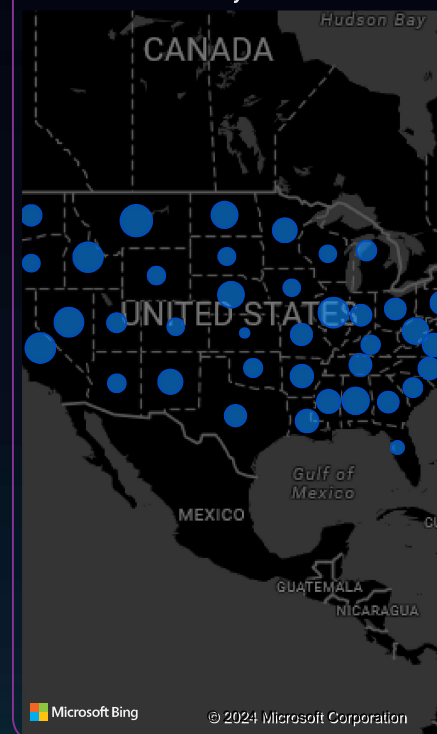 Hudson Bay
CANADA
UNITED STATES
Gulf of
Mexico
MEXICO
GUATEMALA
NICARAGUA
Microsoft Bing
© 2024 Microsoft Corporation